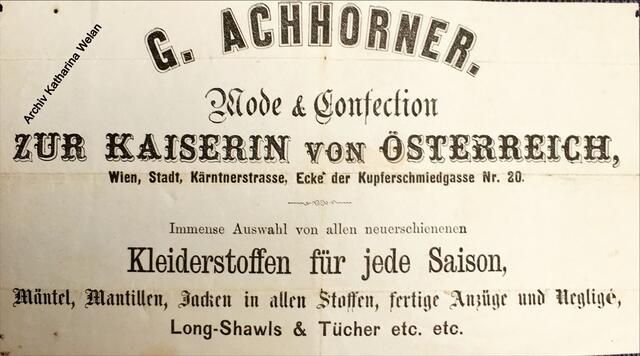 Archiv Katharina Welan
G. ACHHORNER.
Mode & Confection
ZUR KAISERIN VON ÖSTERREICH,
Wien, Stadt, Kärntnerstrasse, Ecke der Kupferschmiedgasse Nr. 20.
Immense Auswahl von allen neuerschienenen
Kleiderstoffen für jede Saison,
Mäntel, Mantillen, Jacken in allen Stoffen, fertige Anzüge und Negligé,
Long-Shawls & Tücher etc. etc.